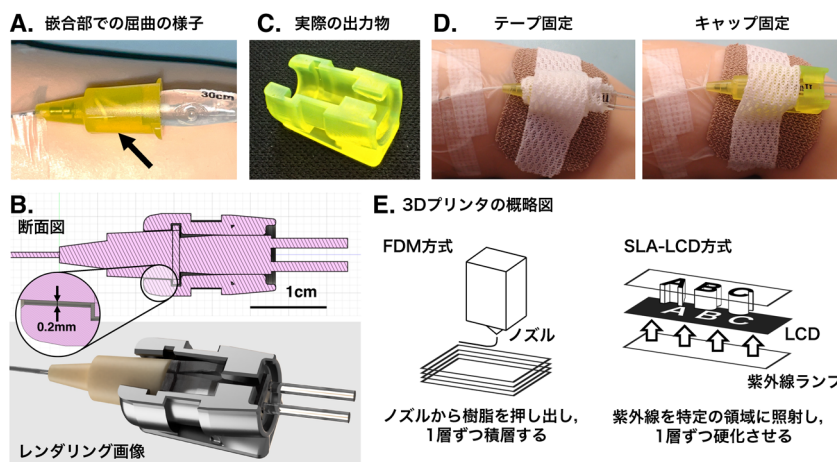 A. 嵌合部での屈曲の様子
30cm
B.
断面図
0.2mm
1cm
レンダリング画像
C. 実際の出力物
D. テープ固定
キャップ固定
E. 3Dプリンタの概略図
FDM方式
ノズル
ノズルから樹脂を押し出し,
1層ずつ積層する
SLA-LCD方式
A B C
A B C
LCD
紫外線ランプ
紫外線を特定の領域に照射し,
1層ずつ硬化させる